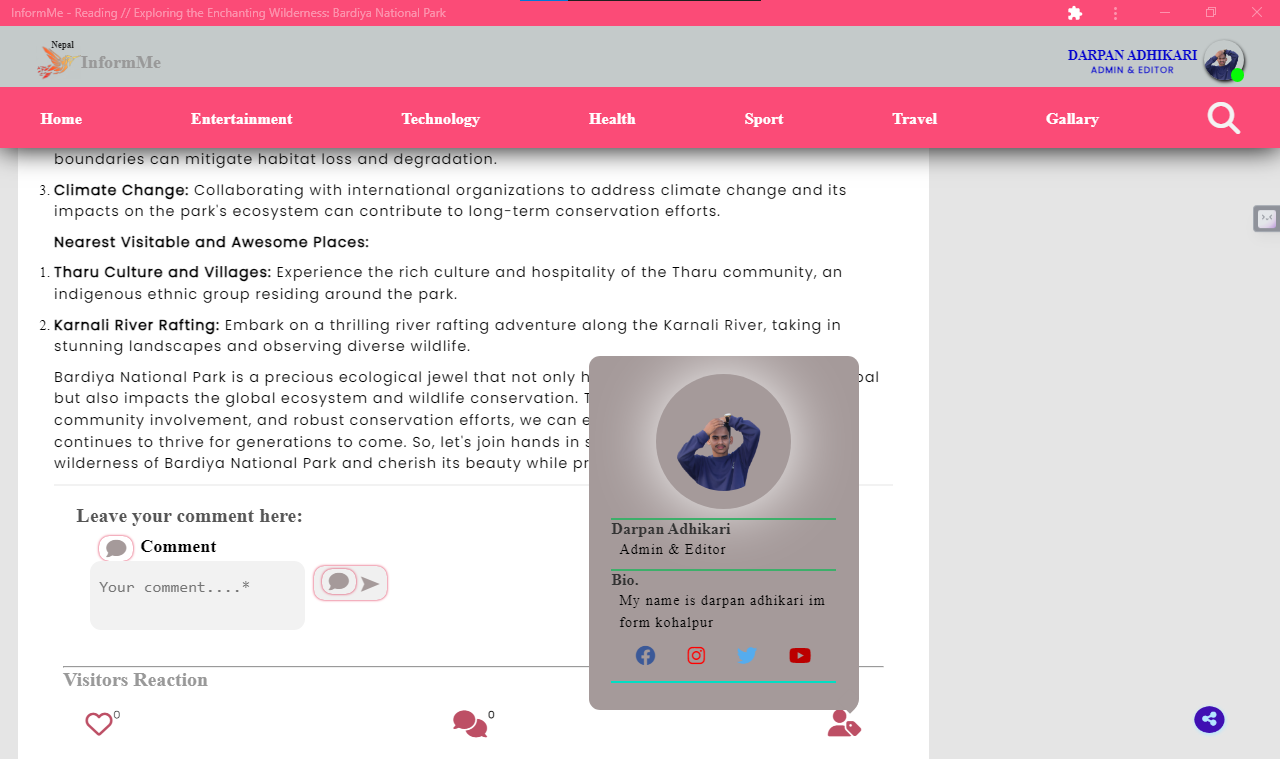 InformMe - Reading // Exploring the Enchanting Wilderness: Bardiya National Park
Nepal
InformMe
DARPAN ADHIKARI
ADMIN & EDITOR
Home Entertainment Technology Health Sport Travel Gallary
boundaries can mitigate habitat loss and degradation.
3. Climate Change: Collaborating with international organizations to address climate change and its
impacts on the park's ecosystem can contribute to long-term conservation efforts.
Nearest Visitable and Awesome Places:
1. Tharu Culture and Villages: Experience the rich culture and hospitality of the Tharu community, an
indigenous ethnic group residing around the park.
2. Karnali River Rafting: Embark on a thrilling river rafting adventure along the Karnali River, taking in
stunning landscapes and observing diverse wildlife.
Bardiya National Park is a precious ecological jewel that not only
but also impacts the global ecosystem and wildlife conservation.
community involvement, and robust conservation efforts, we can
continues to thrive for generations to come. So, let's join hands in
wilderness of Bardiya National Park and cherish its beauty while
Leave your comment here:
Comment
Your comment....*
Visitors Reaction
0
0
Darpan Adhikari
Admin & Editor
Bio.
My name is darpan adhikari im
form kohalpur